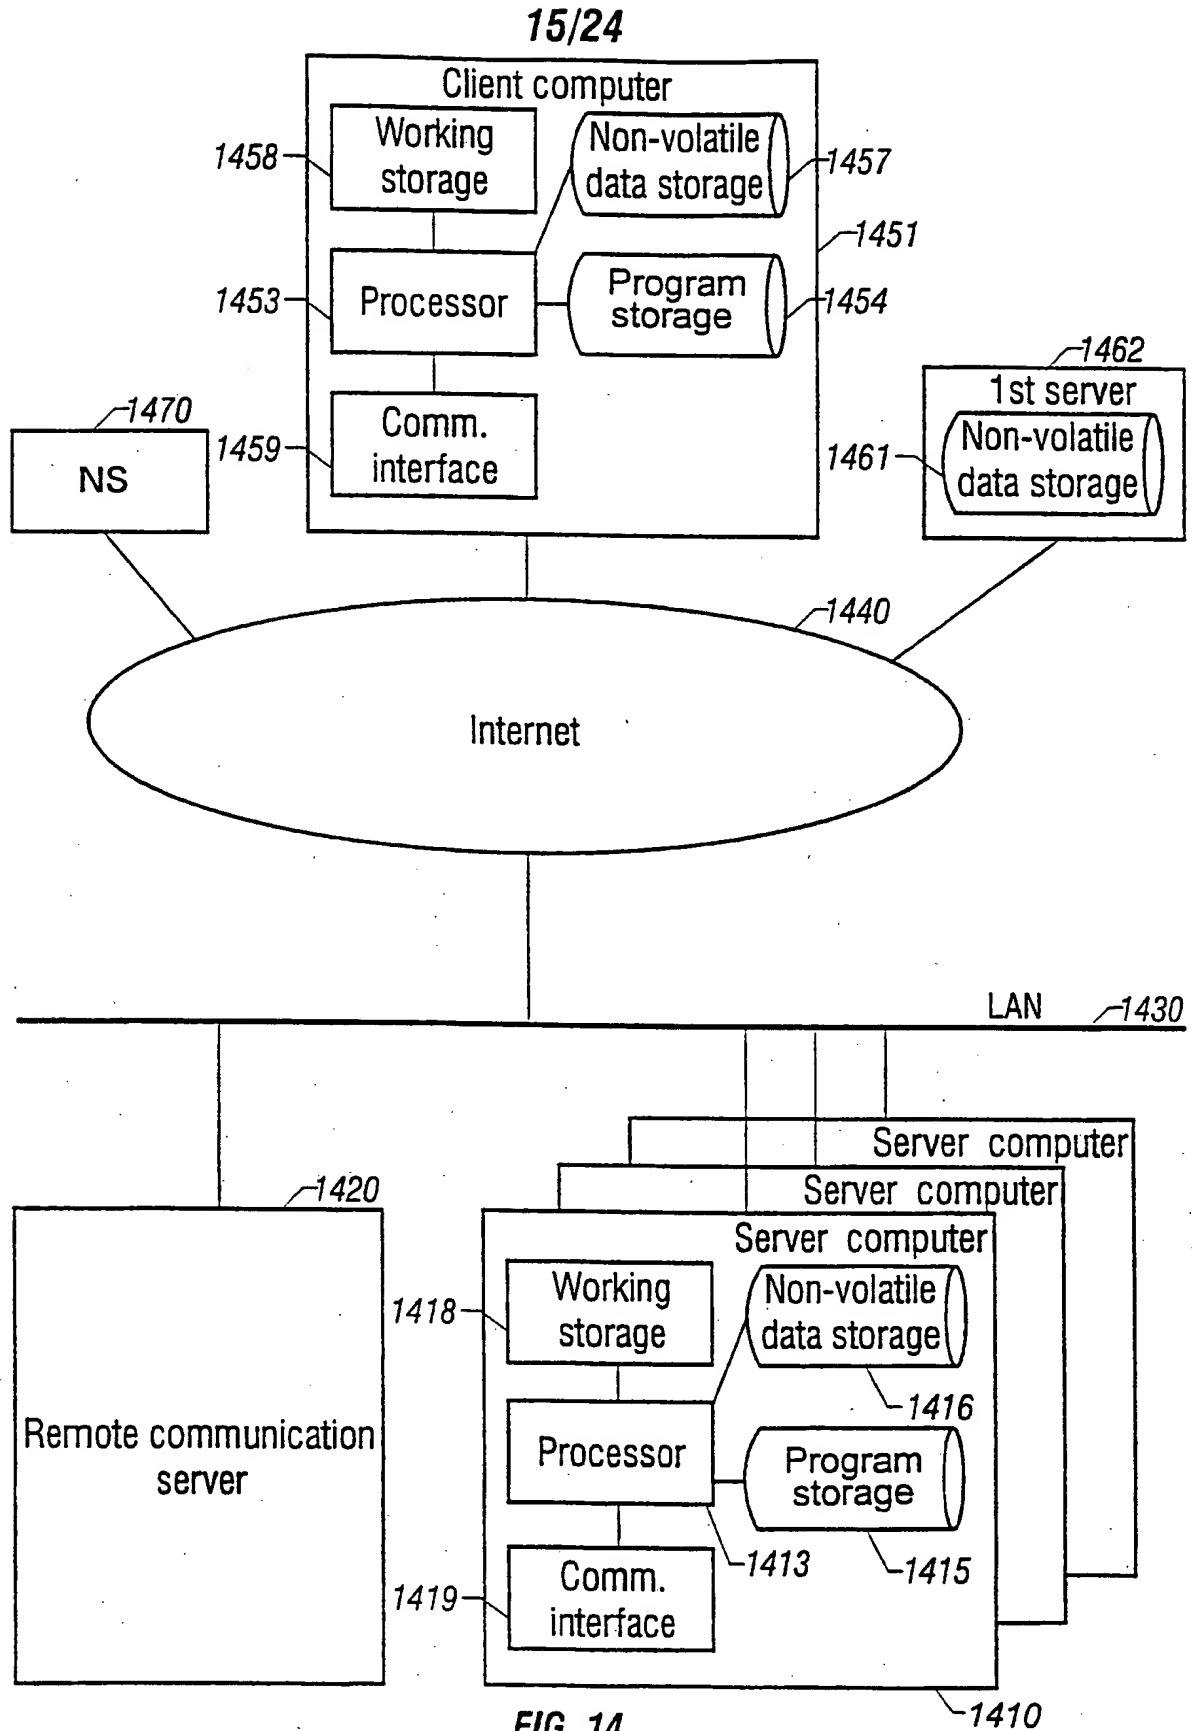 15/24
Client computer
Working
storage
1458
Non-volatile
data storage
1457
1451
Processor
1453
Program
storage
1454
Comm.
interface
1459
1470
NS
1462
1st server
Non-volatile
data storage
1461
1440
Internet
LAN
1430
Server computer
Server computer
Server computer
1420
Remote communication
server
Working
storage
1418
Non-volatile
data storage
1416
Processor
1413
Program
storage
1415
Comm.
interface
1419
1410
FIG. 14